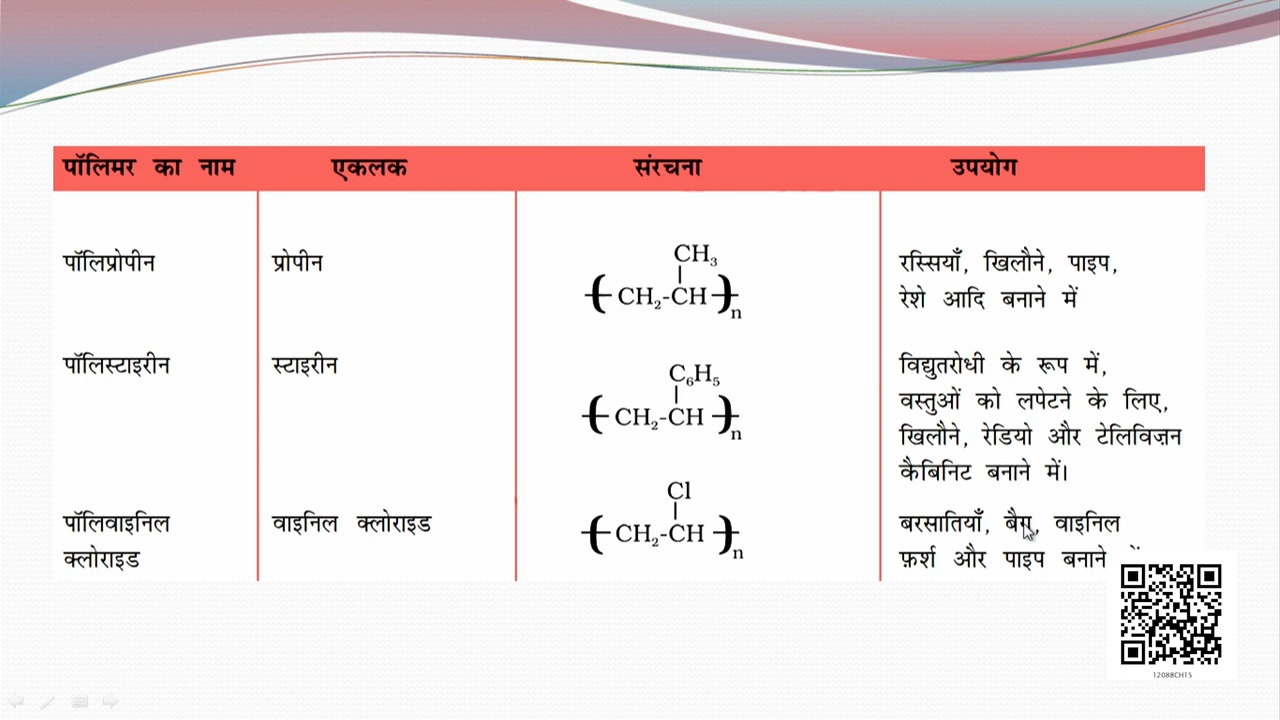 पॉलिमर का नाम एकलक संरचना उपयोग
पॉलिप्रोपीन प्रोपीन
CH₃
CH₂-CH
n
रस्सियाँ, खिलौने, पाइप,
रेशे आदि बनाने में
पॉलिस्टाइरीन स्टाइरीन
C₆H₅
CH₂-CH
n
विद्युतरोधी के रूप में,
वस्तुओं को लपेटने के लिए,
खिलौने, रेडियो और टेलिविज़न
कैबिनिट बनाने में।
पॉलिवाइनिल
क्लोराइड
वाइनिल क्लोराइड
Cl
CH₂-CH
n
बरसातियाँ, बैग, वाइनिल
फ़र्श और पाइप बनाने
12088CH15